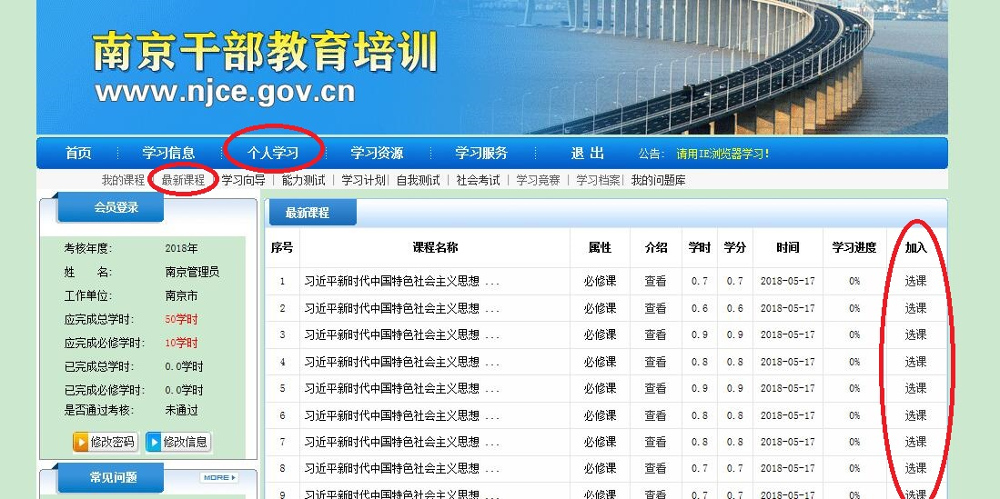 南京干部教育培训
www.njce.gov.cn
首页 学习信息 个人学习 学习资源 学习服务 退 出 公告: 请用IE浏览器学习!
我的课程 | 最新课程 | 学习向导 | 能力测试 | 学习计划 | 自我测试 | 社会考试 | 学习竞赛 | 学习档案 | 我的问题库
会员登录
考核年度: 2018年
姓 名: 南京管理员
工作单位: 南京市
应完成总学时: 50学时
应完成必修学时: 10学时
已完成总学时: 0.0学时
已完成必修学时: 0.0学时
是否通过考核: 未通过
修改密码 修改信息
常见问题 MORE
最新课程
序号 课程名称 属性 介绍 学时 学分 时间 学习进度 加入
1 习近平新时代中国特色社会主义思想 ... 必修课 查看 0.7 0.7 2018-05-17 0% 选课
2 习近平新时代中国特色社会主义思想 ... 必修课 查看 0.6 0.6 2018-05-17 0% 选课
3 习近平新时代中国特色社会主义思想 ... 必修课 查看 0.9 0.9 2018-05-17 0% 选课
4 习近平新时代中国特色社会主义思想 ... 必修课 查看 0.8 0.8 2018-05-17 0% 选课
5 习近平新时代中国特色社会主义思想 ... 必修课 查看 0.9 0.9 2018-05-17 0% 选课
6 习近平新时代中国特色社会主义思想 ... 必修课 查看 0.8 0.8 2018-05-17 0% 选课
7 习近平新时代中国特色社会主义思想 ... 必修课 查看 0.8 0.8 2018-05-17 0% 选课
8 习近平新时代中国特色社会主义思想 ... 必修课 查看 0.7 0.7 2018-05-17 0% 选课
9 习近平新时代中国特色社会主义思想 ... 必修课 查看 0.7 0.7 2018-05-17 0% 选课